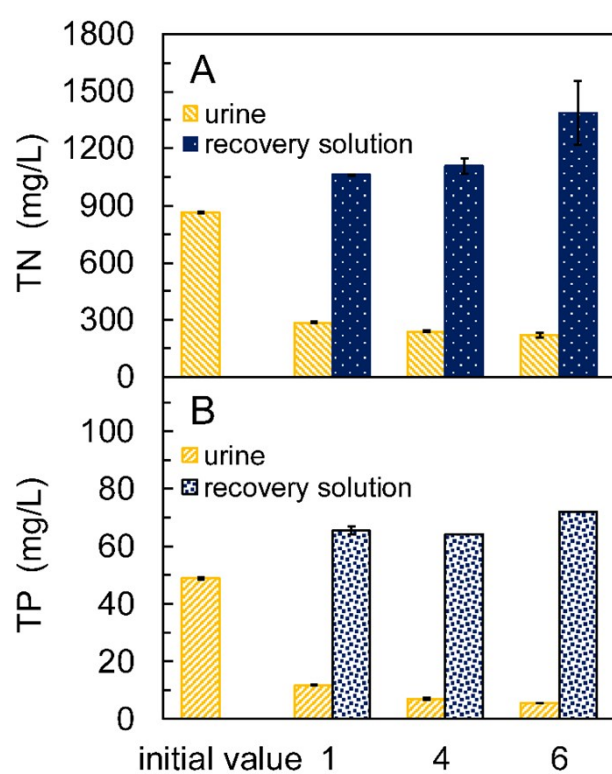 1800
1500
1200
900
600
300
0
TN (mg/L)
A
urine
recovery solution
100
80
60
40
20
0
TP (mg/L)
B
urine
recovery solution
initial value 1 4 6